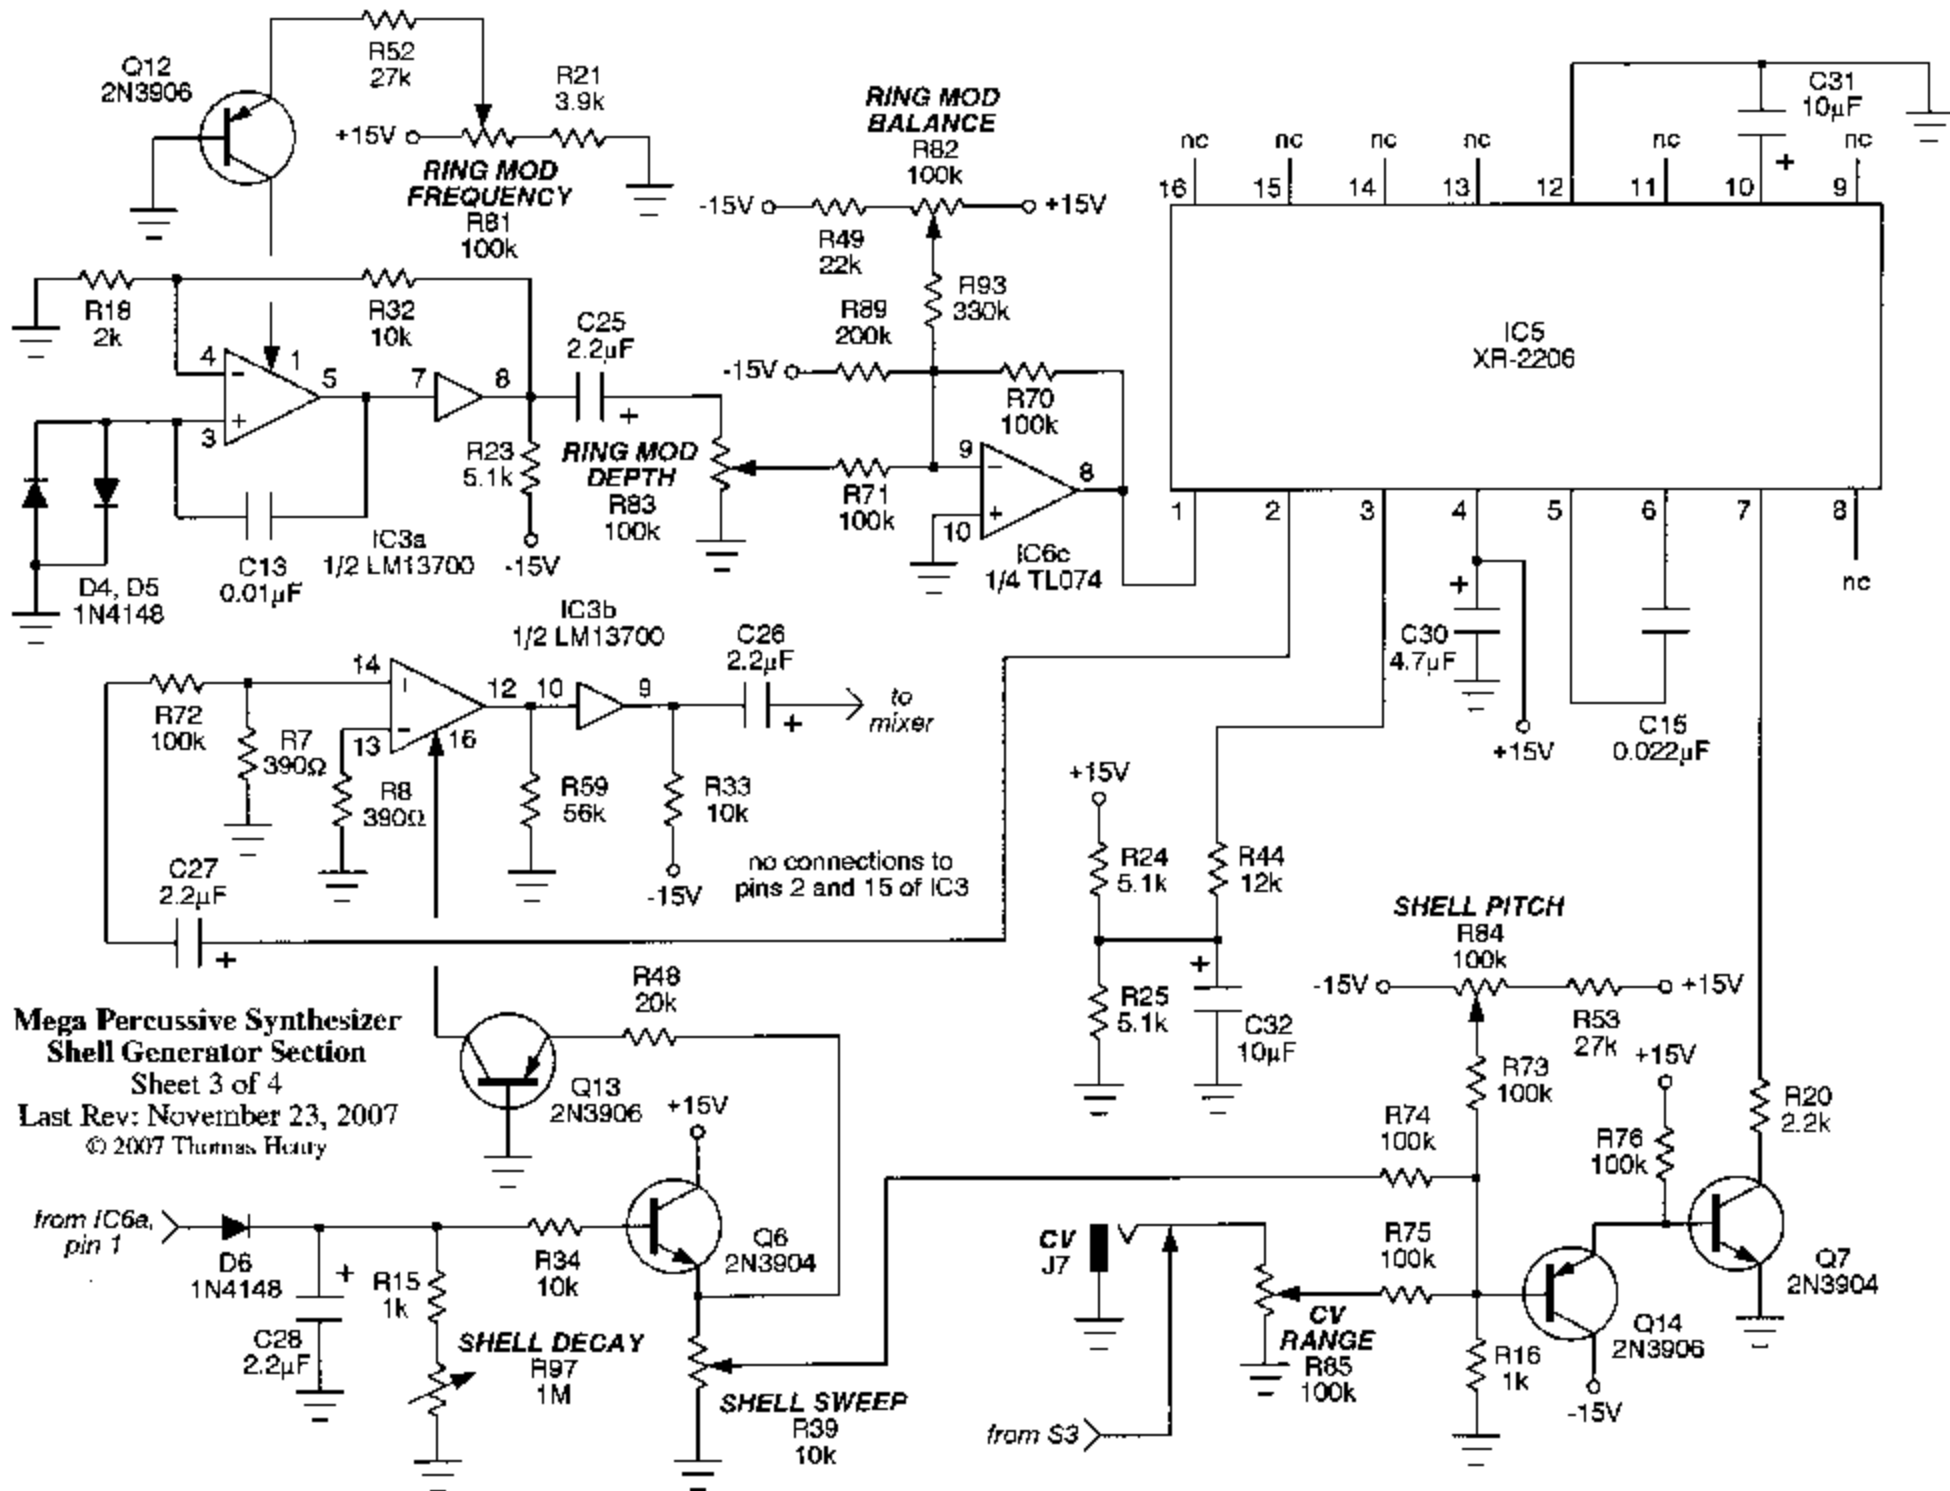 Q12
2N3906
R52
27k
R21
3.9k
+15V
RING MOD
FREQUENCY
R81
100k
RING MOD
BALANCE
R82
100k
-15V
+15V
R49
22k
R93
330k
R89
200k
-15V
R70
100k
R18
2k
R32
10k
C25
2.2µF
4
1
5
7
8
3
-
+
+
R23
5.1k
-15V
RING MOD
DEPTH
R83
100k
R71
100k
9
8
10
-
+
IC6c
1/4 TL074
C13
0.01µF
IC3a
1/2 LM13700
D4, D5
1N4148
nc
nc
nc
nc
nc
nc
16
15
14
13
12
11
10
9
C31
10µF
+
IC5
XR-2206
1
2
3
4
5
6
7
8
nc
+
C30
4.7µF
+15V
C15
0.022µF
IC3b
1/2 LM13700
C26
2.2µF
+
to
mixer
14
12
10
9
13
16
-
R72
100k
R7
390Ω
R8
390Ω
R59
56k
R33
10k
-15V
no connections to
pins 2 and 15 of IC3
C27
2.2µF
+
+15V
R24
5.1k
R44
12k
R25
5.1k
+
C32
10µF
SHELL PITCH
R84
100k
-15V
+15V
R53
27k
R73
100k
+15V
R76
100k
R20
2.2k
R74
100k
R75
100k
R48
20k
Mega Percussive Synthesizer
Shell Generator Section
Sheet 3 of 4
Last Rev: November 23, 2007
© 2007 Thomas Henry
Q13
2N3906
+15V
from IC6a,
pin 1
D6
1N4148
+
C28
2.2µF
R15
1k
R34
10k
Q6
2N3904
SHELL DECAY
R97
1M
SHELL SWEEP
R39
10k
CV
J7
from S3
CV
RANGE
R85
100k
R16
1k
Q14
2N3906
-15V
Q7
2N3904